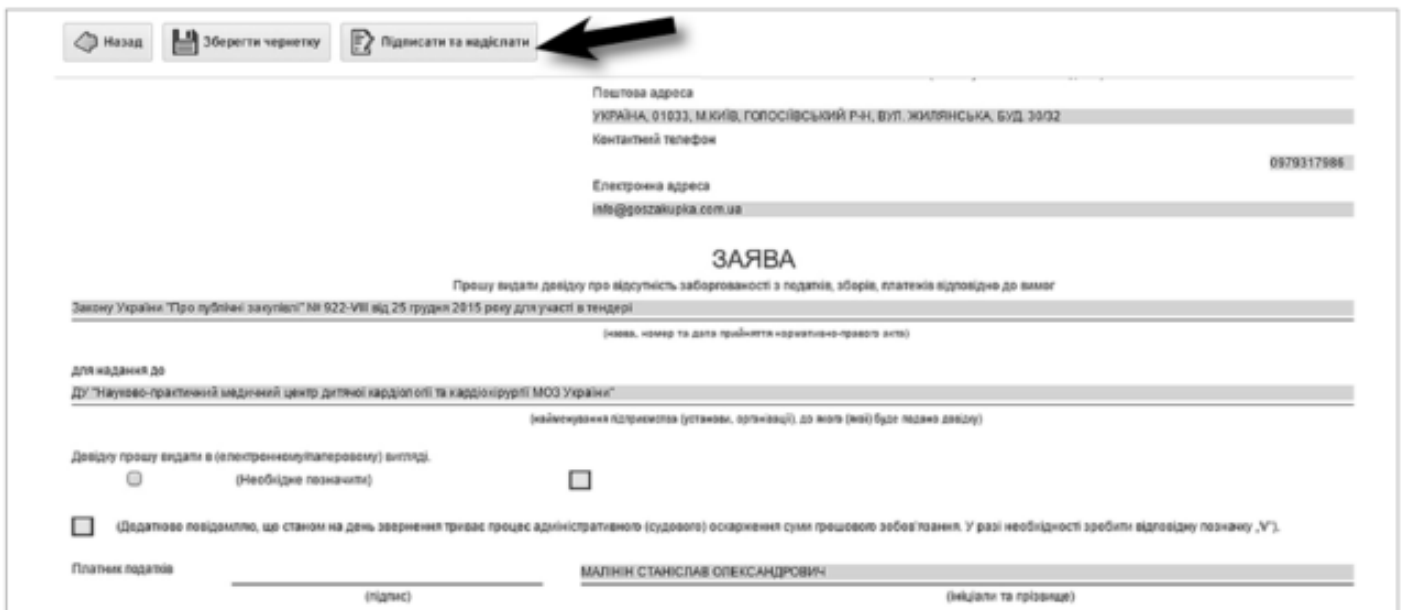 Назад Зберегти чернетку Підписати та надіслати
Поштова адреса
УКРАЇНА, 01033, М.КИЇВ, ГОЛОСІЇВСЬКИЙ Р-Н, ВУЛ. ЖИЛЯНСЬКА, БУД. 30/32
Контактний телефон
0979317986
Електронна адреса
info@goszakupka.com.ua
ЗАЯВА
Прошу видати довідку про відсутність заборгованості з податків, зборів, платежів відповідно до вимог
Закону України "Про публічні закупівлі" № 922-VIII від 25 грудня 2015 року для участі в тендері
(назва, номер та дата прийняття нормативно-правого акта)
для надання до
ДУ "Науково-практичний медичний центр дитячої кардіології та кардіохірургії МОЗ України"
(найменування підприємства (установи, організації), до якого (якої) буде подано довідку)
Довідку прошу видати в (електронному/паперовому) вигляді.
(Необхідне позначити)
(Додатково повідомляю, що станом на день звернення триває процес адміністративного (судового) оскарження суми грошового зобов'язання. У разі необхідності зробити відповідну позначку „V").
Платник податків
МАЛІНІН СТАНІСЛАВ ОЛЕКСАНДРОВИЧ
(підпис) (ініціали та прізвище)